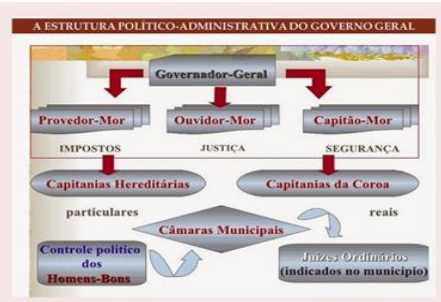 A ESTRUTURA POLÍTICO-ADMINISTRATIVA DO GOVERNO GERAL
Governador-Geral
Provedor-Mor
Ouvidor-Mor
Capitão-Mor
IMPOSTOS
JUSTIÇA
SEGURANÇA
Capitanias Hereditárias
Capitanias da Coroa
particulares
reais
Câmaras Municipais
Controle político
dos
Homens-Bons
Juízes Ordinários
(indicados no município)